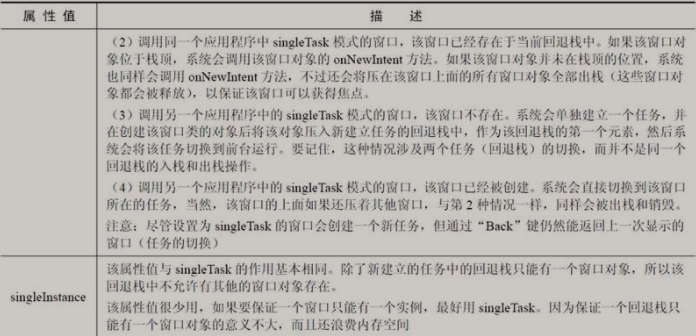 属 性 值
描 述
（2）调用同一个应用程序中 singleTask 模式的窗口，该窗口已经存在于当前回退栈中。如果该窗口对
象位于栈顶，系统会调用该窗口对象的 onNewIntent 方法。如果该窗口对象并未在栈顶的位置，系统
也同样会调用 onNewIntent 方法，不过还会将压在该窗口上面的所有窗口对象全部出栈（这些窗口对
象都会被释放），以保证该窗口可以获得焦点。
（3）调用另一个应用程序中的 singleTask 模式的窗口，该窗口不存在。系统会单独建立一个任务，并
在创建该窗口类的对象后将该对象压入新建立任务的回退栈中，作为该回退栈的第一个元素，然后系
统会将该任务切换到前台运行。要记住，这种情况涉及两个任务（回退栈）的切换，而并不是同一个
回退栈的入栈和出栈操作。
（4）调用另一个应用程序中的 singleTask 模式的窗口，该窗口已经被创建。系统会直接切换到该窗口
所在的任务，当然，该窗口的上面如果还压着其他窗口，与第 2 种情况一样，同样会被出栈和销毁。
注意：尽管设置为 singleTask 的窗口会创建一个新任务，但通过“Back”键仍然能返回上一次显示的
窗口（任务的切换）
singleInstance
该属性值与 singleTask 的作用基本相同。除了新建立的任务中的回退栈只能有一个窗口对象，所以该
回退栈中不允许有其他的窗口对象存在。
该属性值很少用，如果要保证一个窗口只能有一个实例，最好用 singleTask。因为保证一个回退栈只
能有一个窗口对象的意义不大，而且还浪费内存空间